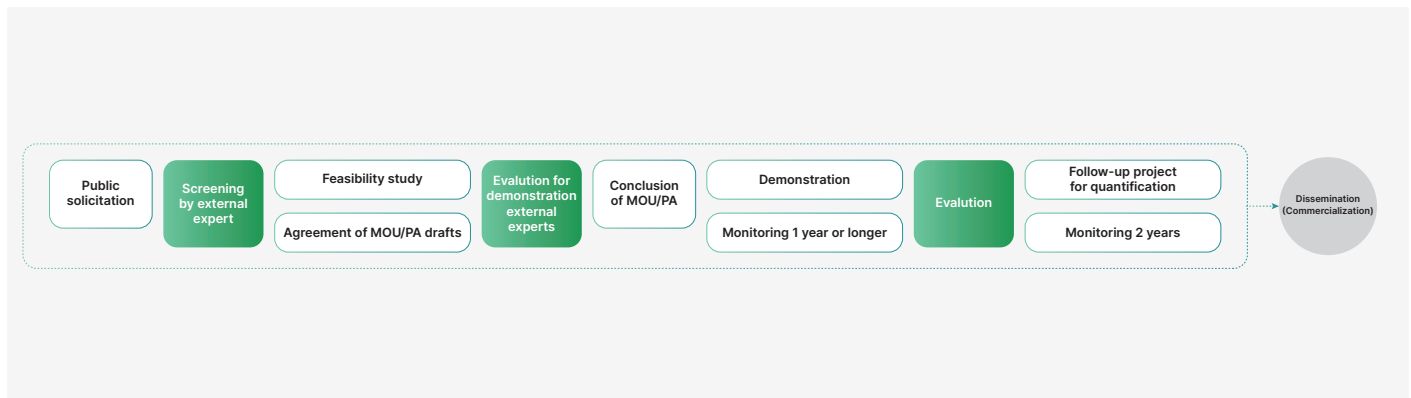 Public
solicitation
Screening
by external
expert
Feasibility study
Agreement of MOU/PA drafts
Evalution for
demonstration
external
experts
Conclusion
of MOU/PA
Demonstration
Monitoring 1 year or longer
Evalution
Follow-up project
for quantification
Monitoring 2 years
Dissemination
(Commercialization)